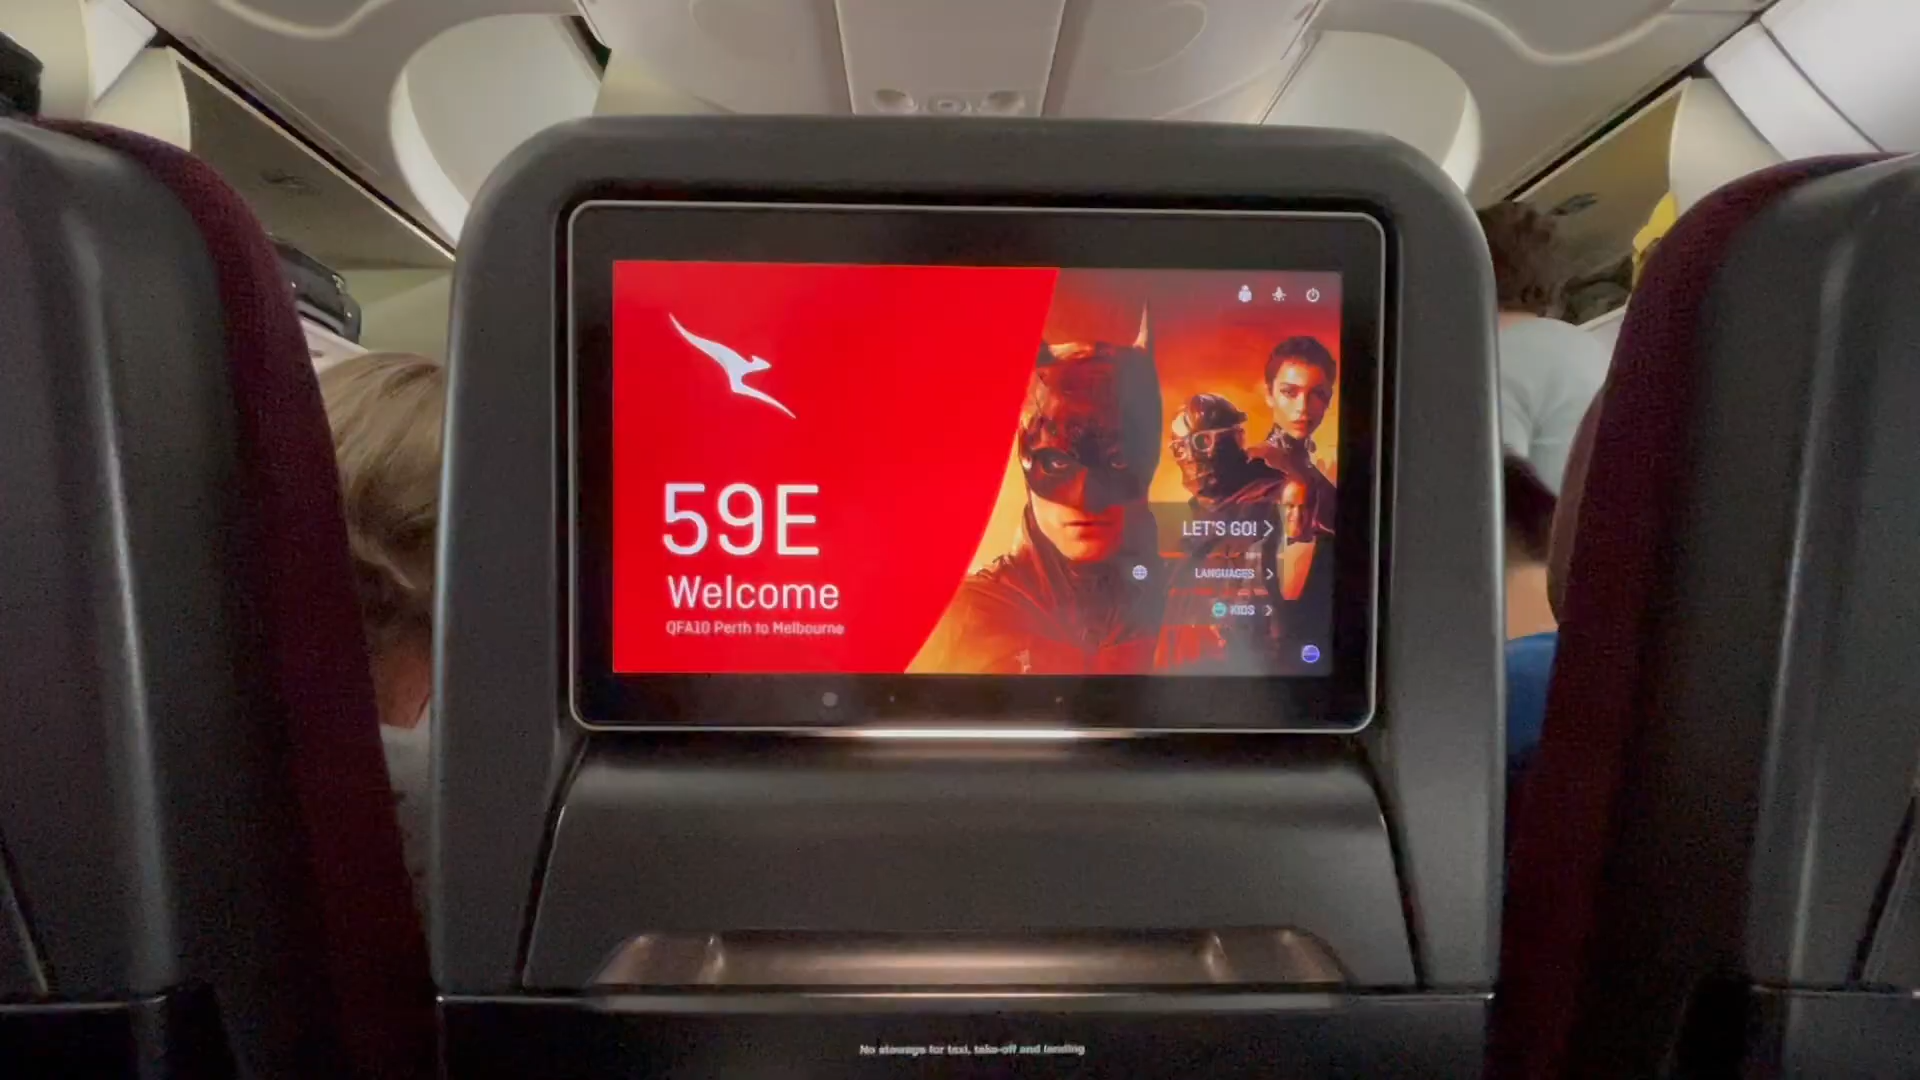 59E
Welcome
QFA10 Perth to Melbourne
LET'S GO!
LANGUAGES
KIDS
No stowage for taxi, take-off and landing